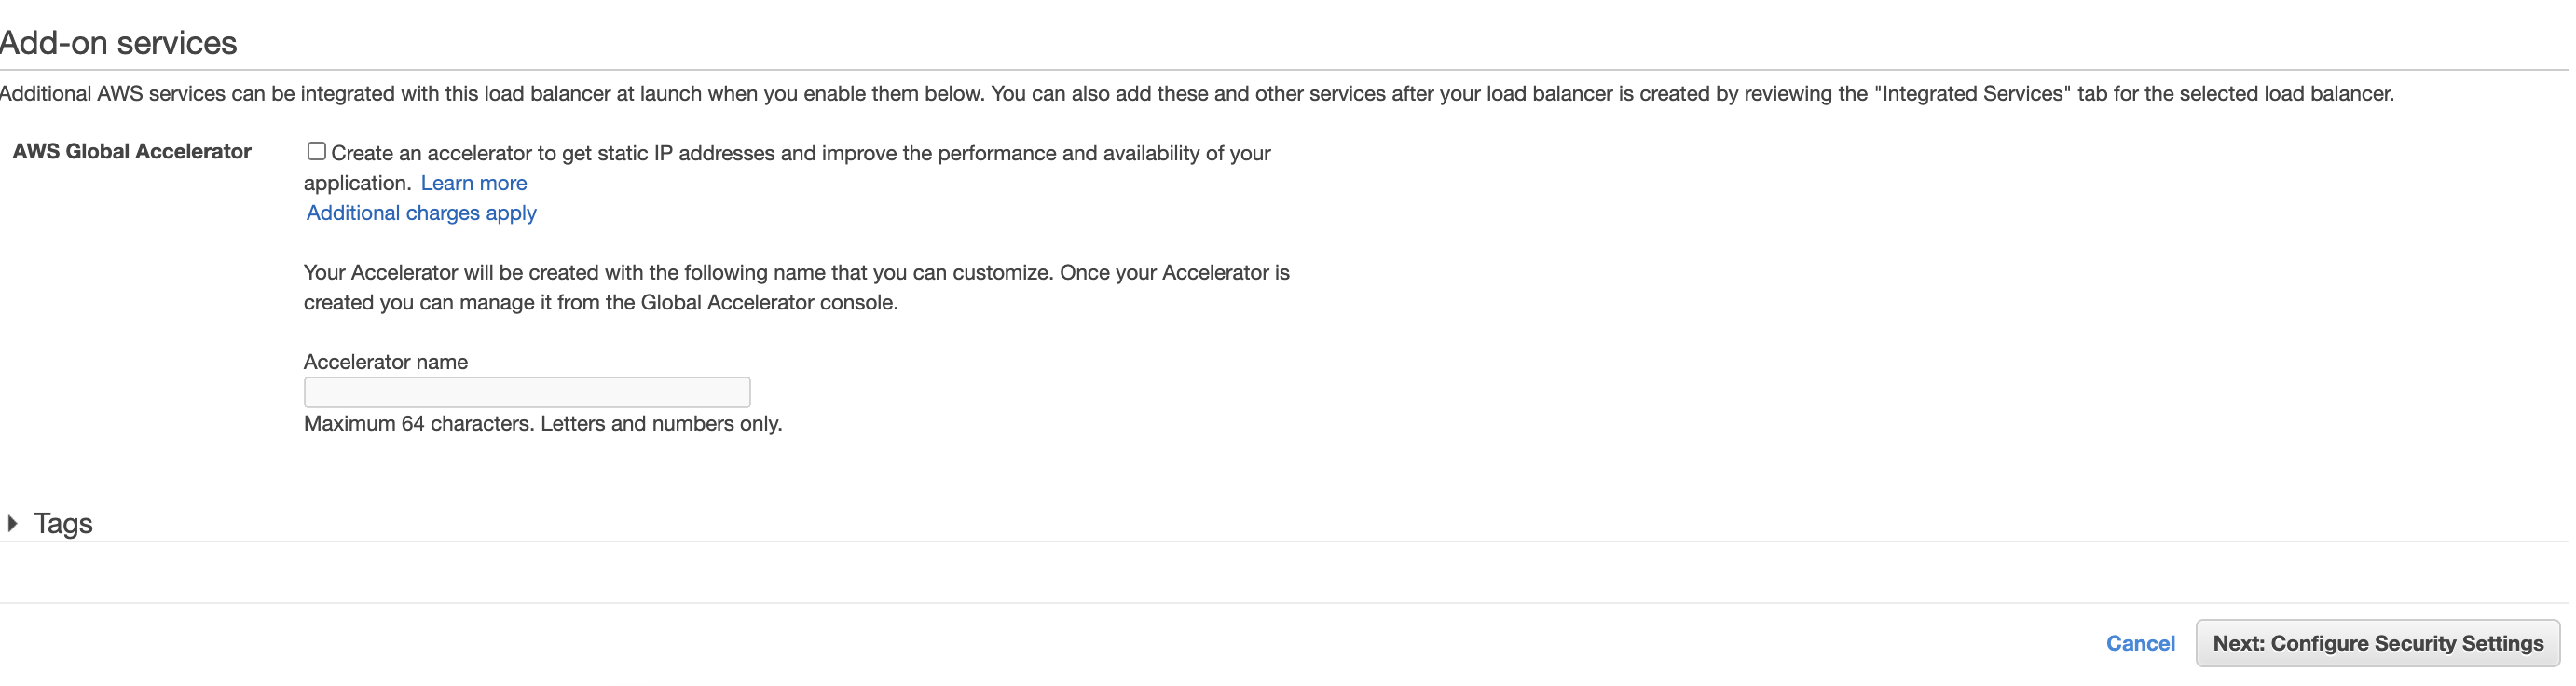 Add-on services
Additional AWS services can be integrated with this load balancer at launch when you enable them below. You can also add these and other services after your load balancer is created by reviewing the "Integrated Services" tab for the selected load balancer.
AWS Global Accelerator
Create an accelerator to get static IP addresses and improve the performance and availability of your
application. Learn more
Additional charges apply
Your Accelerator will be created with the following name that you can customize. Once your Accelerator is
created you can manage it from the Global Accelerator console.
Accelerator name
Maximum 64 characters. Letters and numbers only.
Tags
Cancel
Next: Configure Security Settings